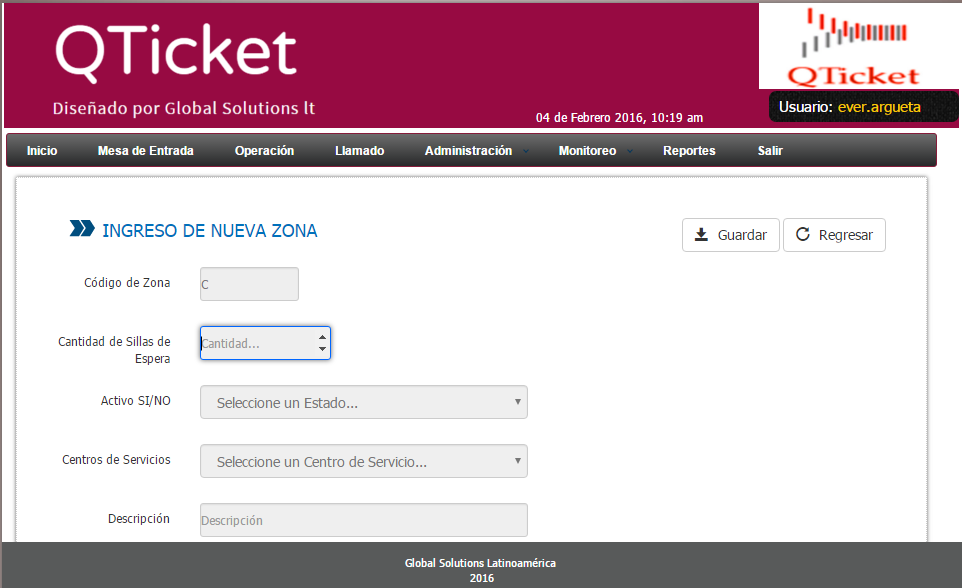 QTicket
Diseñado por Global Solutions lt
QTicket
04 de Febrero 2016, 10:19 am
Usuario: ever.argueta
Inicio Mesa de Entrada Operación Llamado Administración Monitoreo Reportes Salir
INGRESO DE NUEVA ZONA
Guardar Regresar
Código de Zona C
Cantidad de Sillas de
Espera
Cantidad...
Activo SI/NO Seleccione un Estado...
Centros de Servicios Seleccione un Centro de Servicio...
Descripción Descripción
Global Solutions Latinoamérica
2016